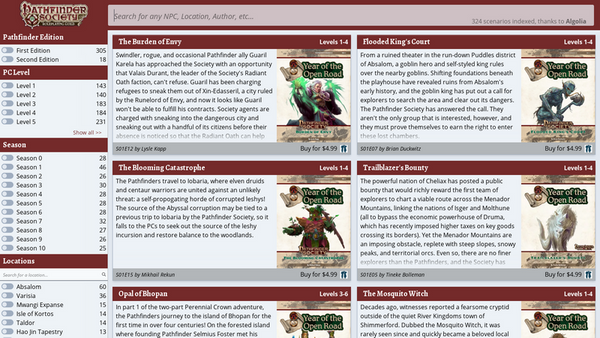 PATHFINDER
SOCIETY
Search for any NPC, Location, Author, etc...
324 scenarios indexed, thanks to Algolia
Pathfinder Edition
First Edition 305
Second Edition 18
PC Level
Level 1 143
Level 2 140
Level 3 183
Level 4 184
Level 5 231
Show all >>
Season
Season 0 28
Season 1 46
Season 2 30
Season 3 26
Season 4 28
Season 5 28
Season 7 32
Season 8 27
Season 9 26
Season 10 25
Locations
Search for a location...
Absalom 60
Varisia 36
Mwangi Expanse 15
Isle of Kortos 14
Taldor 14
Hao Jin Tapestry 13
The Burden of Envy Levels 1-4
Swindler, rogue, and occasional Pathfinder ally Guaril
Karela has approached the Society with an opportunity
that Valais Durant, the leader of the Society's Radiant
Oath faction, can't refuse. Guaril has been charging
refugees to sneak them out of Xin-Edasseril, a city ruled
by the Runelord of Envy, and now it looks like Guaril
won't be able to fulfill his contracts. Society agents are
charged with sneaking into the dangerous city and
sneaking out with a handful of its citizens before their
absence is noticed so that the Radiant Oath can help
Year of the
Open Road
S01E12 by Lysle Kapp Buy for $4.99
Flooded King's Court Levels 1-4
From a ruined theater in the run-down Puddles district
of Absalom, a goblin hero and self-styling king rules
over the nearby goblins. Shifting foundations beneath
the playhouse have revealed ruins from Absalom's
early history, and the goblin king has put out a call for
explorers to search the area and clear out its dangers.
The Pathfinder Society has answered the call. They
aren't the only group that is interested, however, and
they must prove themselves to earn the right to enter
these lost chambers.
Year of the
Open Road
S01E07 by Brian Duckwitz Buy for $4.99
The Blooming Catastrophe Levels 1-4
The Pathfinders travel to Iobaria, where elven druids
and centaur warriors are united against an unlikely
threat: a self-propagating horde of corrupted leshys!
The source of the Abyssal corruption may be tied to a
previous trip to Iobaria by the Pathfinder Society, so it
falls to the PCs to seek out the source of the leshy
incursion and restore balance to the woodlands.
Year of the
Open Road
S01E15 by Mikhail Rekun Buy for $4.99
Trailblazer's Bounty Levels 1-4
The powerful nation of Cheliax has posted a public
bounty that would richly reward the first team of
explorers to chart a viable route across the Menador
Mountains, linking the nations of Isger and Molthune
(all to bypass the economic powerhouse of Druma,
which has recently imposed higher taxes on key goods
crossing its borders). Yet the Menador Mountains are
an imposing obstacle, replete with steep slopes, snowy
peaks, and territorial orcs. Even so, there are no finer
explorers than the Pathfinders, and the Society has
Year of the
Open Road
S01E05 by Tineke Bolleman Buy for $4.99
Opal of Bhopan Levels 3-6
In part 1 of the two-part Perennial Crown adventure,
the Pathfinders journey to the island of Bhopan for the
first time in over four centuries! On the forested island
where founding Pathfinder Selmius Foster met his
Year of the
Open Road
The Mosquito Witch Levels 1-4
Decades ago, witnesses reported a fearsome cryptid
outside of the quiet River Kingdoms town of
Shimmerford. Dubbed the Mosquito Witch, it was
rarely seen since and quickly became a beloved local
Year of the
Open Road